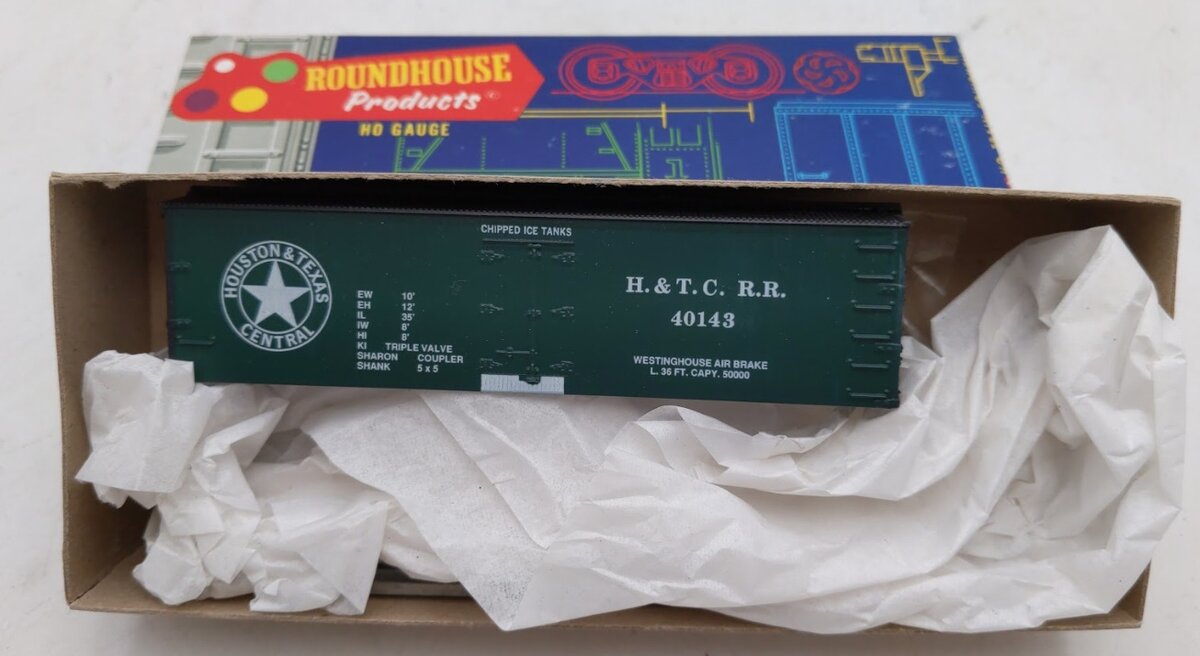 ROUNDHOUSE
Products
HO GAUGE
HOUSTON & TEXAS
CENTRAL
EW 10'
EH 12'
IL 35'
IW 8'
HI 8'
KI TRIPLE VALVE
SHARON COUPLER
SHANK 5 x 5
CHIPPED ICE TANKS
H. & T. C. R.R.
40143
WESTINGHOUSE AIR BRAKE
L. 36 FT. CAPY. 50000